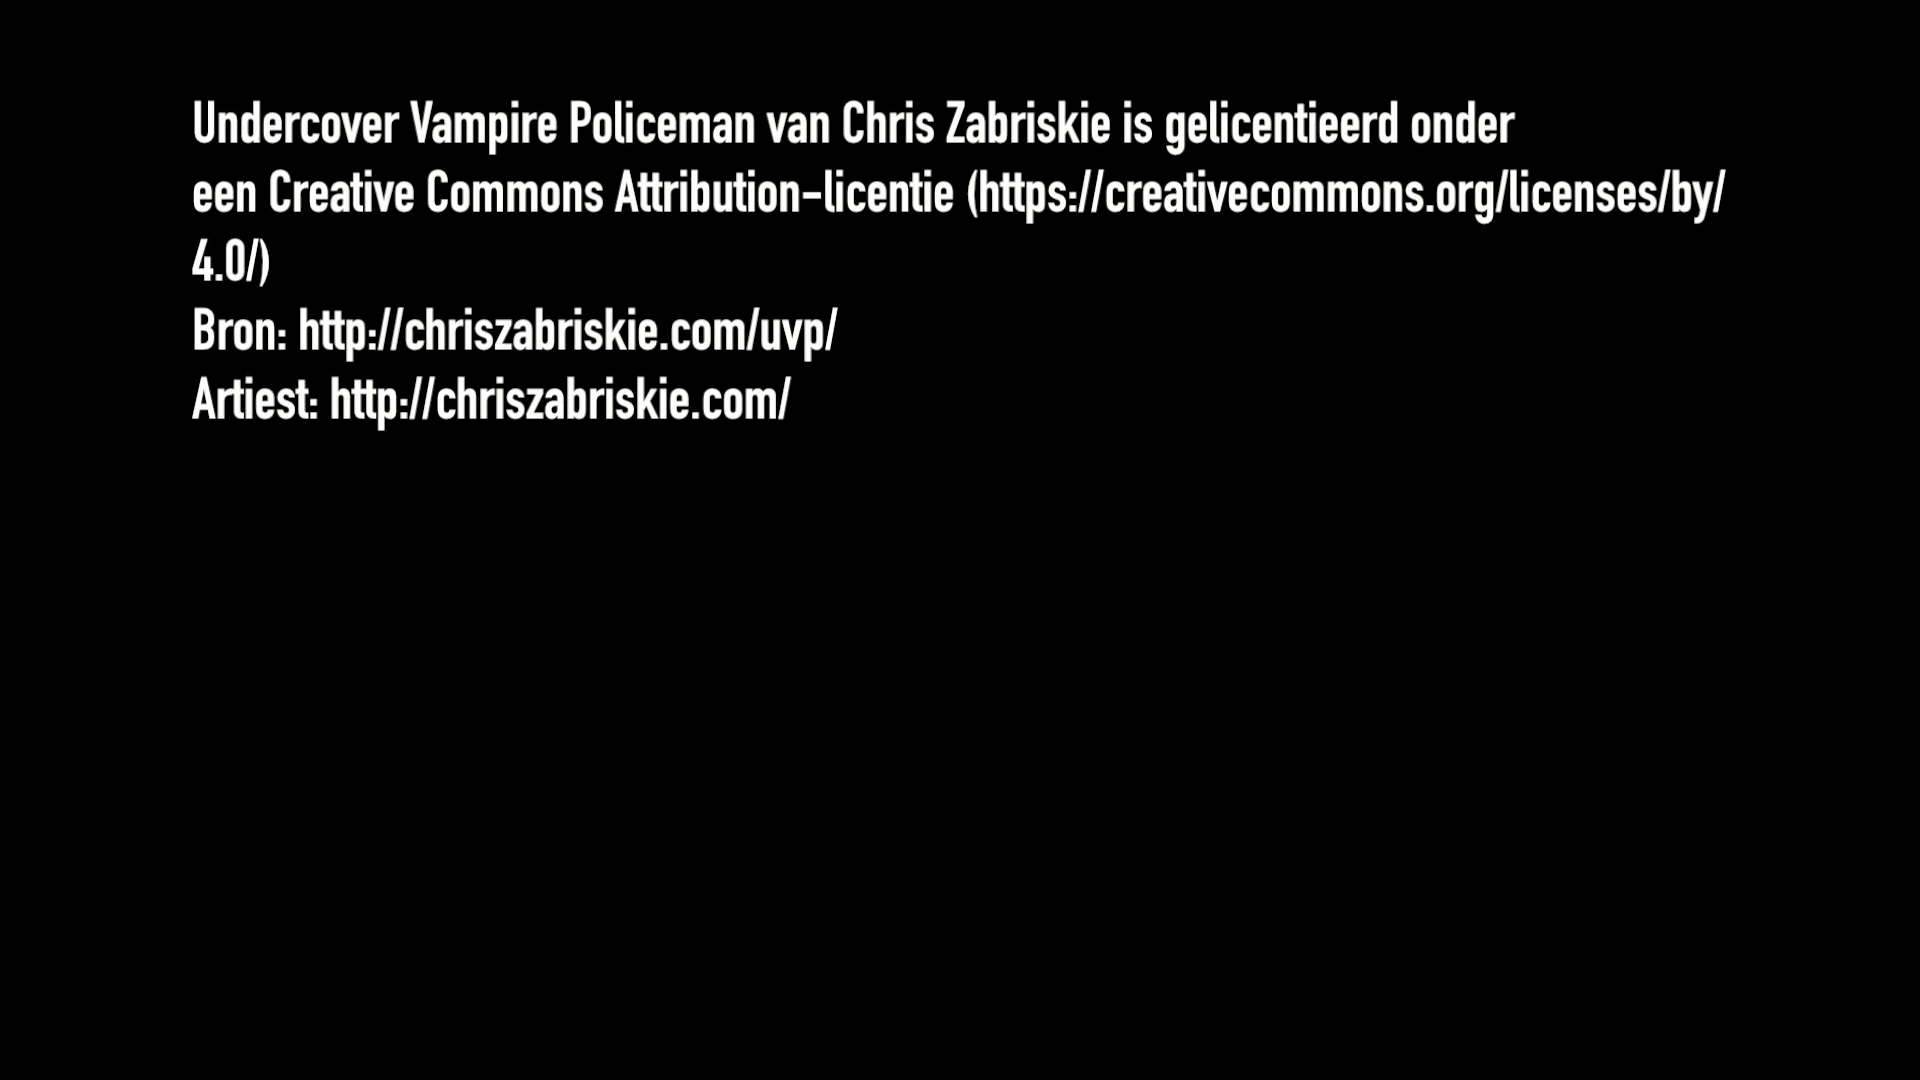 Undercover Vampire Policeman van Chris Zabriskie is gelicentieerd onder
een Creative Commons Attribution-licentie (https://creativecommons.org/licenses/by/
4.0/)
Bron: http://chriszabriskie.com/uvp/
Artiest: http://chriszabriskie.com/